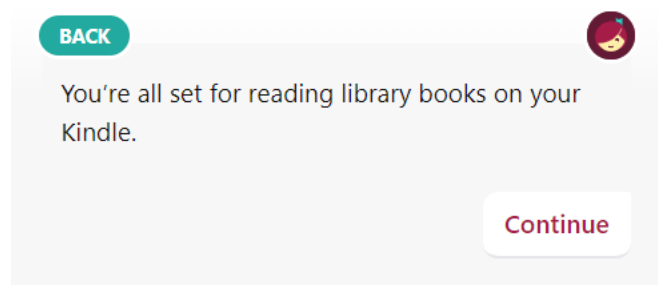 BACK
You’re all set for reading library books on your
Kindle.
Continue